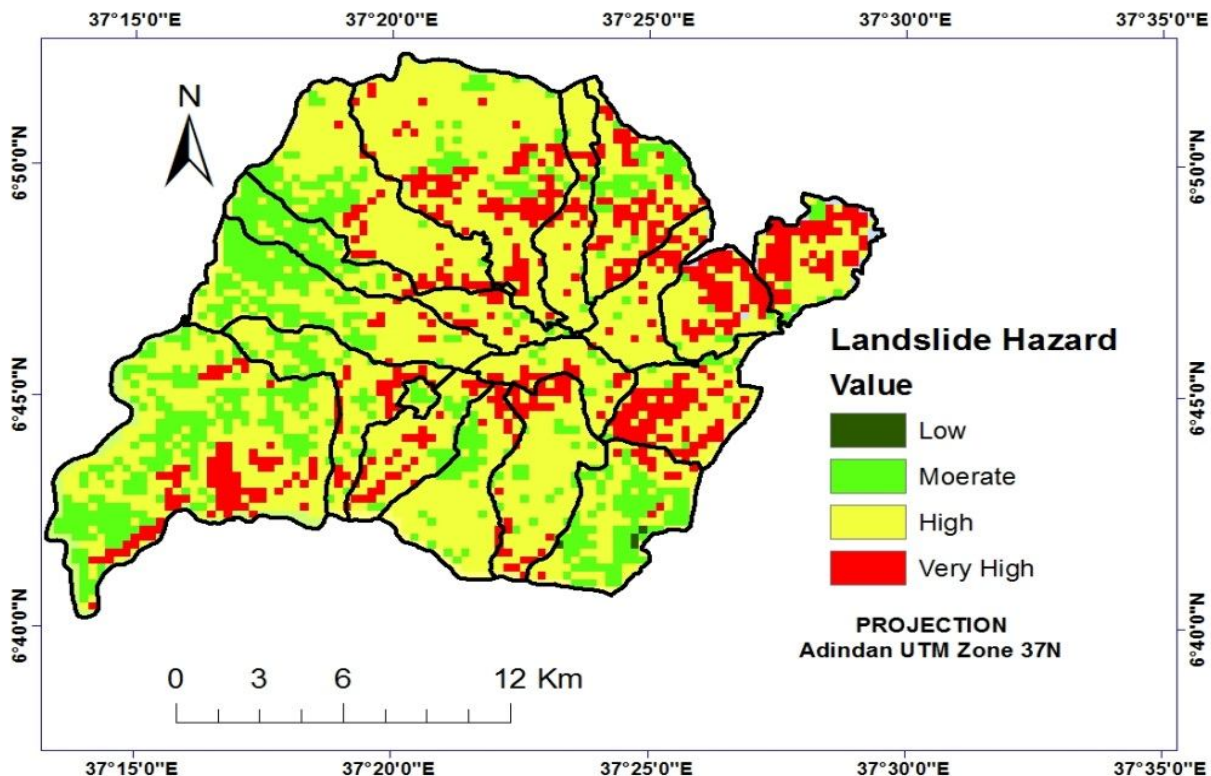 37°15'0"E 37°20'0"E 37°25'0"E 37°30'0"E 37°35'0"E
N
6°50'0"N 6°50'0"N
6°45'0"N 6°45'0"N
6°40'0"N 6°40'0"N
Landslide Hazard
Value
Low
Moerate
High
Very High
PROJECTION
Adindan UTM Zone 37N
0 3 6 12 Km
37°15'0"E 37°20'0"E 37°25'0"E 37°30'0"E 37°35'0"E